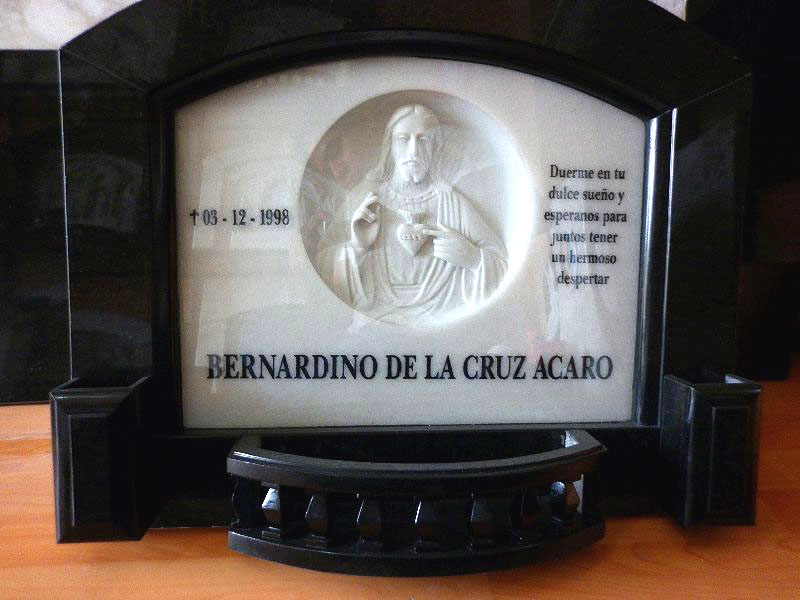 ✝ 03 - 12 - 1998
Duerme en tu
dulce sueño y
esperanos para
juntos tener
un hermoso
despertar
BERNARDINO DE LA CRUZ ACARO